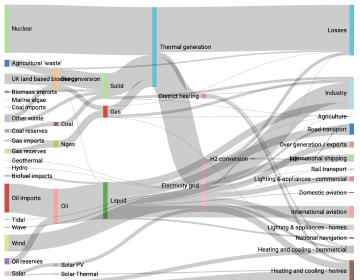 Nuclear
Thermal generation
Losses
Agricultural 'waste'
UK land based bioenergy
Bio-conversion
Solid
Biomass imports
Marine algae
Coal imports
Other waste
Coal reserves
Coal
Gas
District heating
Industry
Agriculture
Road transport
Gas imports
Gas reserves
Ngas
Geothermal
Hydro
Biofuel imports
Over generation / exports
H2 conversion
International shipping
Rail transport
Lighting & appliances - commercial
Electricity grid
Domestic aviation
Oil imports
Oil
Liquid
International aviation
Tidal
Wave
Lighting & appliances - homes
National navigation
Wind
Heating and cooling - commercial
Oil reserves
Solar PV
Solar
Solar Thermal
Heating and cooling - homes